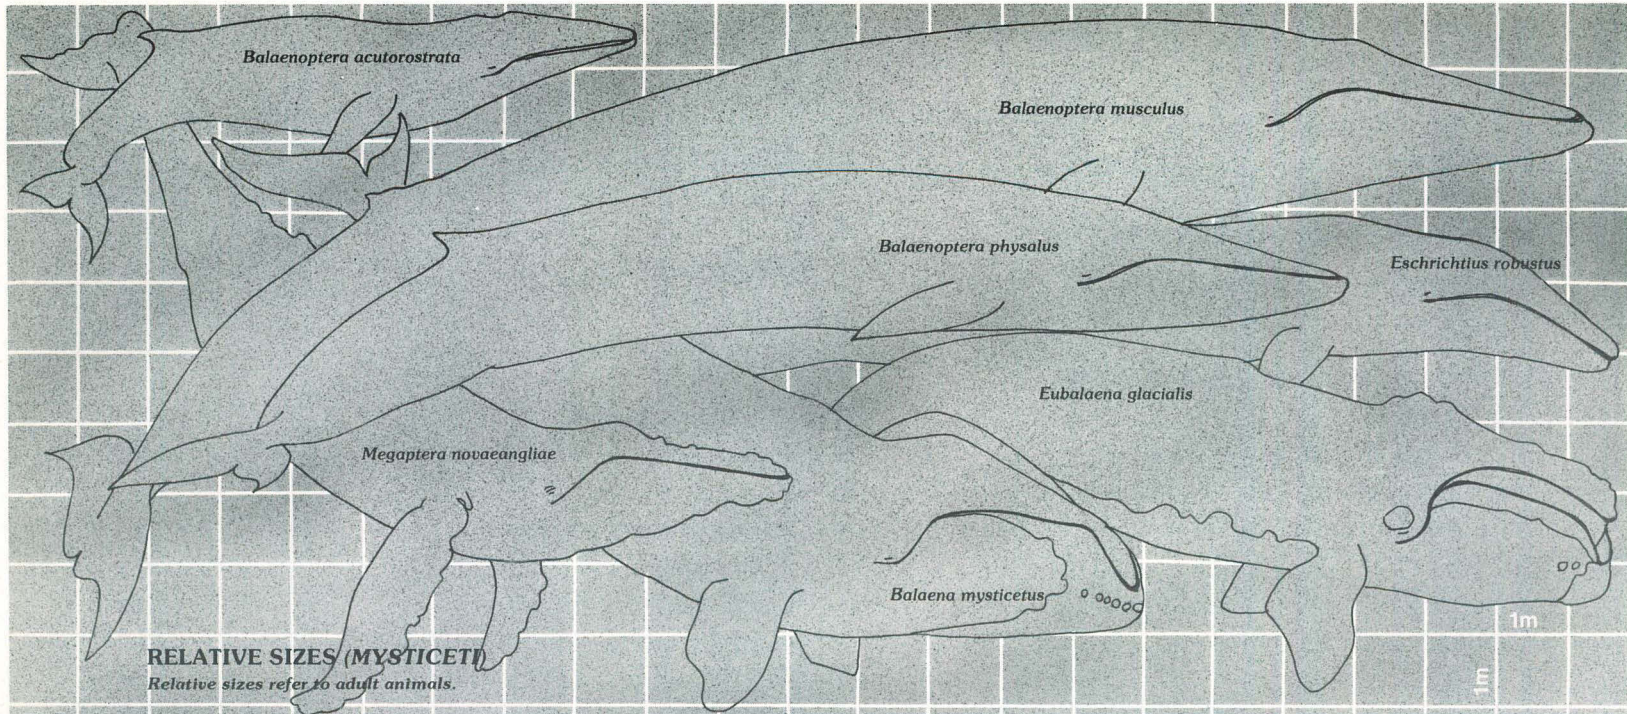 Balaenoptera acutorostrata
Balaenoptera musculus
Balaenoptera physalus
Eschrichtius robustus
Eubalaena glacialis
Megaptera novaeangliae
Balaena mysticetus
1m
1m
RELATIVE SIZES (MYSTICETI)
Relative sizes refer to adult animals.